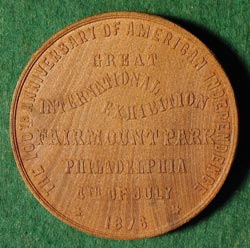 THE 100TH ANNIVERSARY OF AMERICAN INDEPENDENCE
GREAT
INTERNATIONAL
EXHIBITION
FAIRMOUNT PARK
PHILADELPHIA
4TH OF JULY
1876